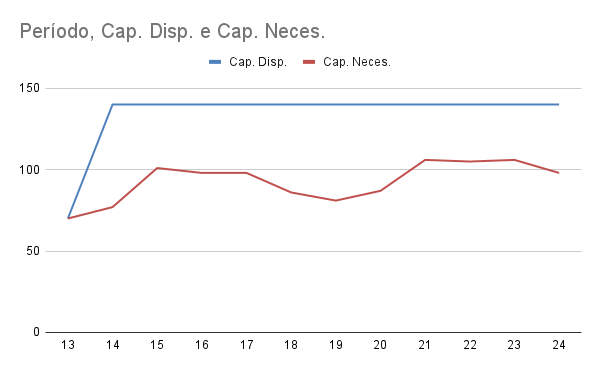 Período, Cap. Disp. e Cap. Neces.
Cap. Disp. Cap. Neces.
150
100
50
0
13 14 15 16 17 18 19 20 21 22 23 24